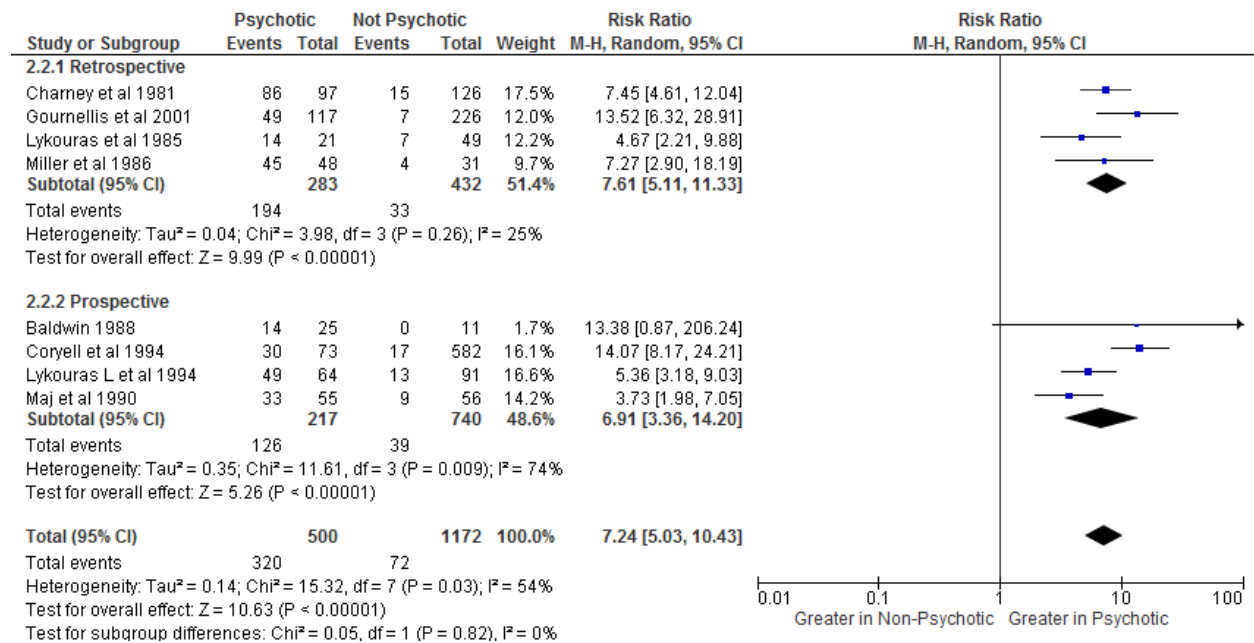 Psychotic Not Psychotic Risk Ratio Risk Ratio
Study or Subgroup Events Total Events Total Weight M-H, Random, 95% CI M-H, Random, 95% CI
2.2.1 Retrospective
Charney et al 1981 86 97 15 126 17.5% 7.45 [4.61, 12.04]
Gournellis et al 2001 49 117 7 226 12.0% 13.52 [6.32, 28.91]
Lykouras et al 1985 14 21 7 49 12.2% 4.67 [2.21, 9.88]
Miller et al 1986 45 48 4 31 9.7% 7.27 [2.90, 18.19]
Subtotal (95% CI) 283 432 51.4% 7.61 [5.11, 11.33]
Total events 194 33
Heterogeneity: Tau² = 0.04; Chi² = 3.98, df = 3 (P = 0.26); I² = 25%
Test for overall effect: Z = 9.99 (P < 0.00001)
2.2.2 Prospective
Baldwin 1988 14 25 0 11 1.7% 13.38 [0.87, 206.24]
Coryell et al 1994 30 73 17 582 16.1% 14.07 [8.17, 24.21]
Lykouras L et al 1994 49 64 13 91 16.6% 5.36 [3.18, 9.03]
Maj et al 1990 33 55 9 56 14.2% 3.73 [1.98, 7.05]
Subtotal (95% CI) 217 740 48.6% 6.91 [3.36, 14.20]
Total events 126 39
Heterogeneity: Tau² = 0.35; Chi² = 11.61, df = 3 (P = 0.009); I² = 74%
Test for overall effect: Z = 5.26 (P < 0.00001)
Total (95% CI) 500 1172 100.0% 7.24 [5.03, 10.43]
Total events 320 72
Heterogeneity: Tau² = 0.14; Chi² = 15.32, df = 7 (P = 0.03); I² = 54%
Test for overall effect: Z = 10.63 (P < 0.00001)
Test for subgroup differences: Chi² = 0.05, df = 1 (P = 0.82), I² = 0%
0.01 0.1 1 10 100
Greater in Non-Psychotic Greater in Psychotic